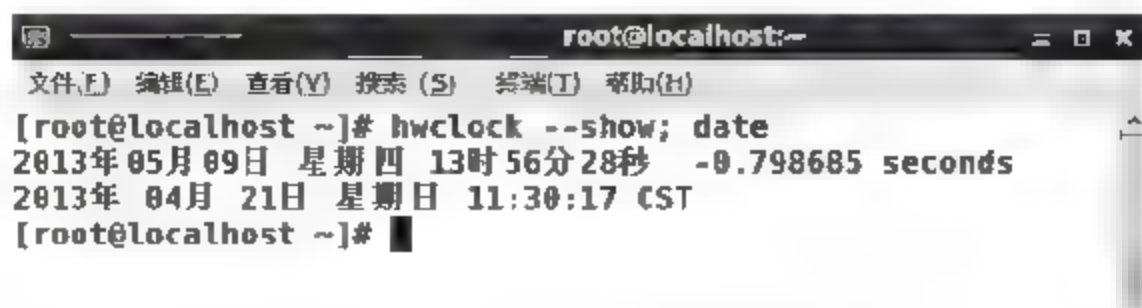 root@localhost:~
文件(F) 编辑(E) 查看(V) 搜索 (S) 终端(T) 帮助(H)
[root@localhost ~]# hwclock --show; date
2013年05月09日 星期四 13时56分28秒 -0.798685 seconds
2013年 04月 21日 星期日 11:30:17 CST
[root@localhost ~]#